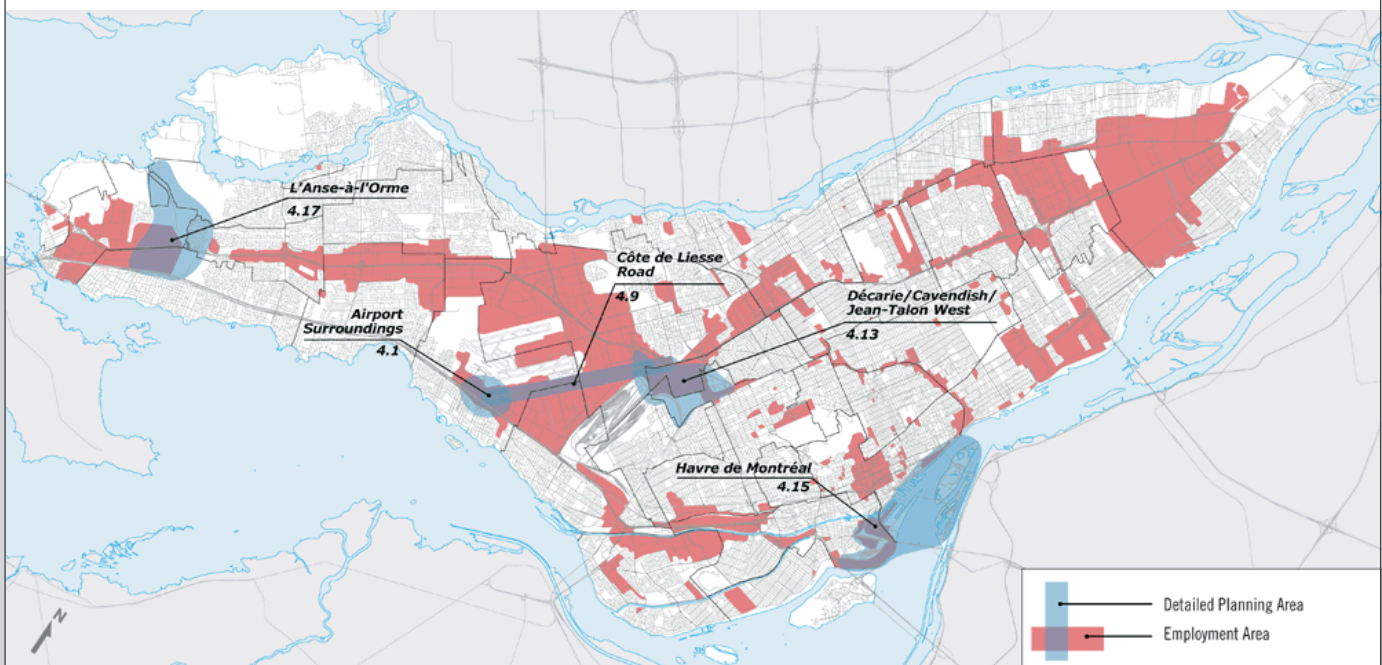 L'Anse-à-l'Orme
4.17
Côte de Liesse
Road
4.9
Airport
Surroundings
4.1
Décarie/Cavendish/
Jean-Talon West
4.13
Havre de Montréal
4.15
N
Detailed Planning Area
Employment Area